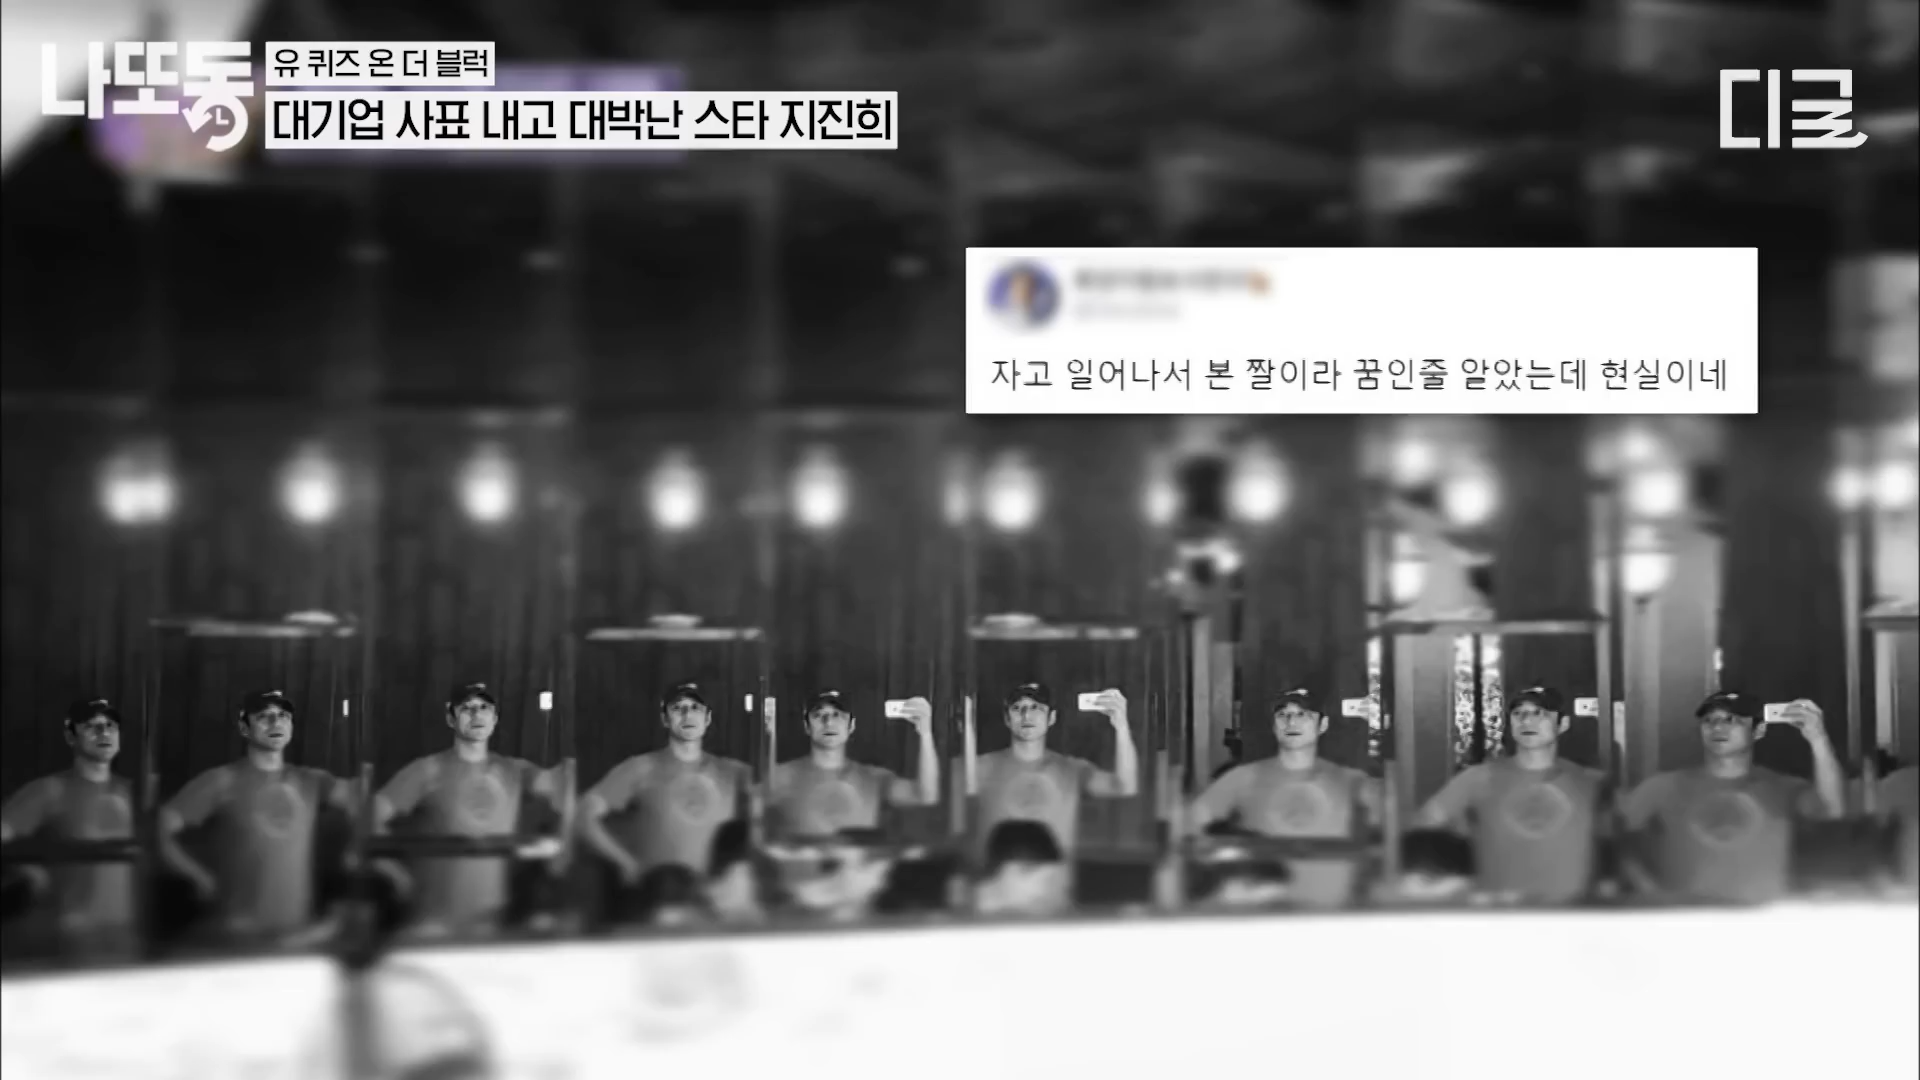 나또동
유 퀴즈 온 더 블럭
대기업 사표 내고 대박난 스타 지진희
디글
자고 일어나서 본 짤이라 꿈인줄 알았는데 현실이네